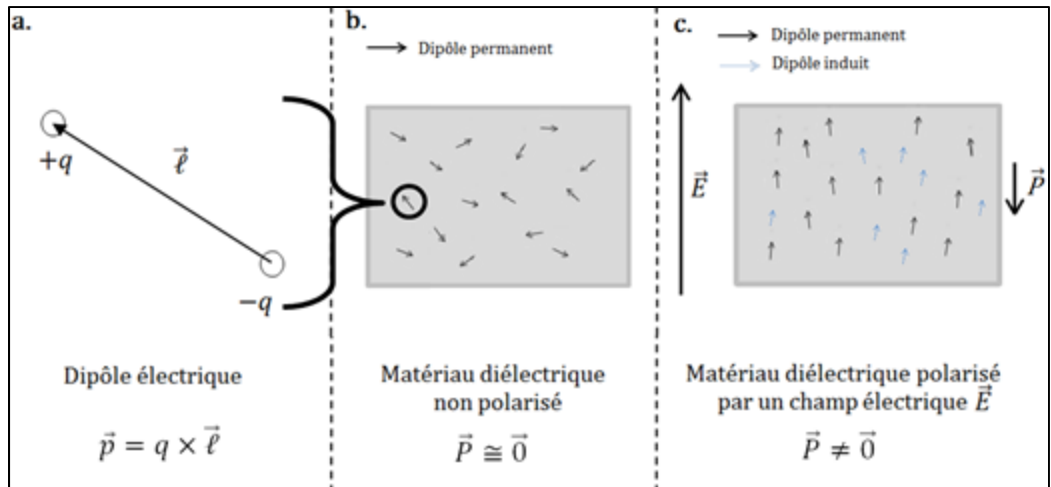 a.
+q
ℓ⃗
−q
Dipôle électrique
p⃗ = q × ℓ⃗
b.
Dipôle permanent
Matériau diélectrique
non polarisé
P⃗ ≅ 0⃗
c.
Dipôle permanent
Dipôle induit
E⃗
P⃗
Matériau diélectrique polarisé
par un champ électrique E⃗
P⃗ ≠ 0⃗